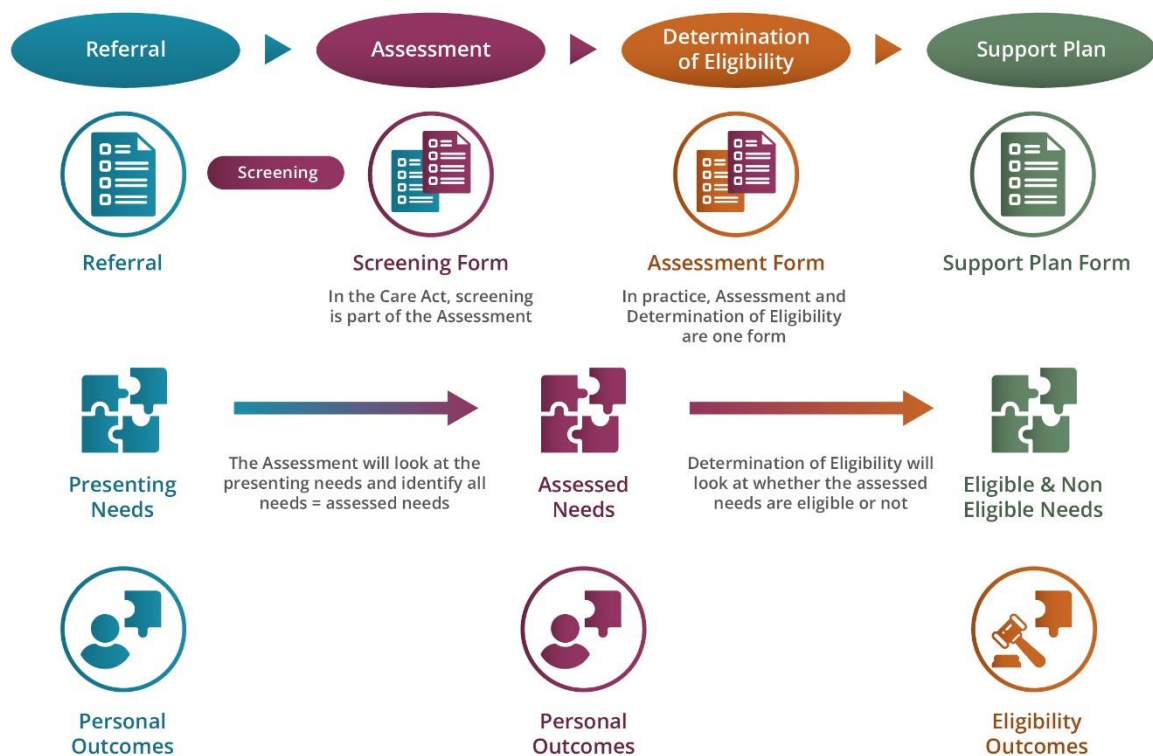 Referral
Assessment
Determination
of Eligibility
Support Plan
Screening
Referral
Screening Form
Assessment Form
Support Plan Form
In the Care Act, screening
is part of the Assessment
In practice, Assessment and
Determination of Eligibility
are one form
Presenting
Needs
The Assessment will look at the
presenting needs and identify all
needs = assessed needs
Assessed
Needs
Determination of Eligibility will
look at whether the assessed
needs are eligible or not
Eligible & Non
Eligible Needs
Personal
Outcomes
Personal
Outcomes
Eligibility
Outcomes